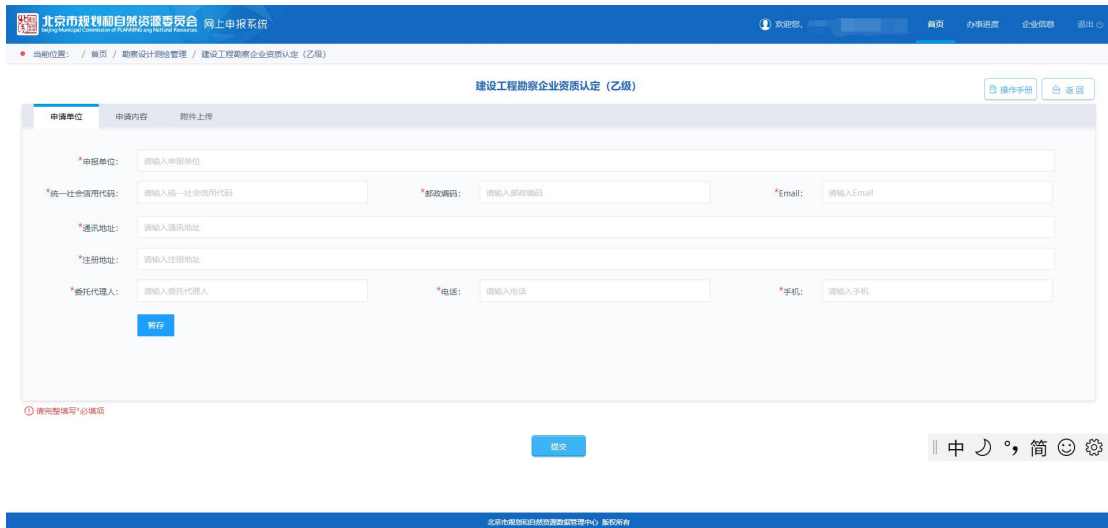 北京市规划和自然资源委员会 网上申报系统
Beijing Municipal Commission of PLANNING ang Natural Resources
欢迎您,
首页 办事进度 企业信息 退出
当前位置: / 首页 / 勘察设计测绘管理 / 建设工程勘察企业资质认定(乙级)
建设工程勘察企业资质认定(乙级)
操作手册 返回
申请单位 申请内容 附件上传
*申报单位: 请输入申报单位
*统一社会信用代码: 请输入统一社会信用代码 *邮政编码: 请输入邮政编码 *Email: 请输入Email
*通讯地址: 请输入通讯地址
*注册地址: 请输入注册地址
*委托代理人: 请输入委托代理人 *电话: 请输入电话 *手机: 请输入手机
暂存
请完整填写*必填项
提交
中 简
北京市规划和自然资源数据管理中心 版权所有